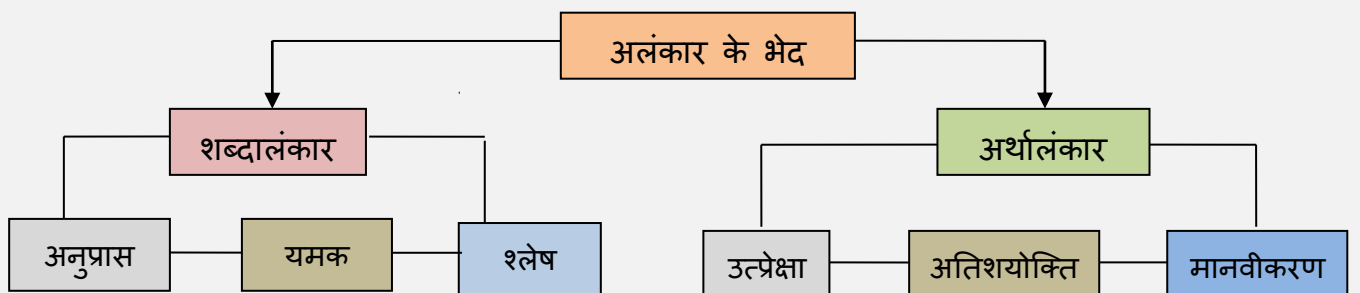 अलंकार के भेद
शब्दालंकार
अर्थालंकार
अनुप्रास
यमक
श्लेष
उत्प्रेक्षा
अतिशयोक्ति
मानवीकरण